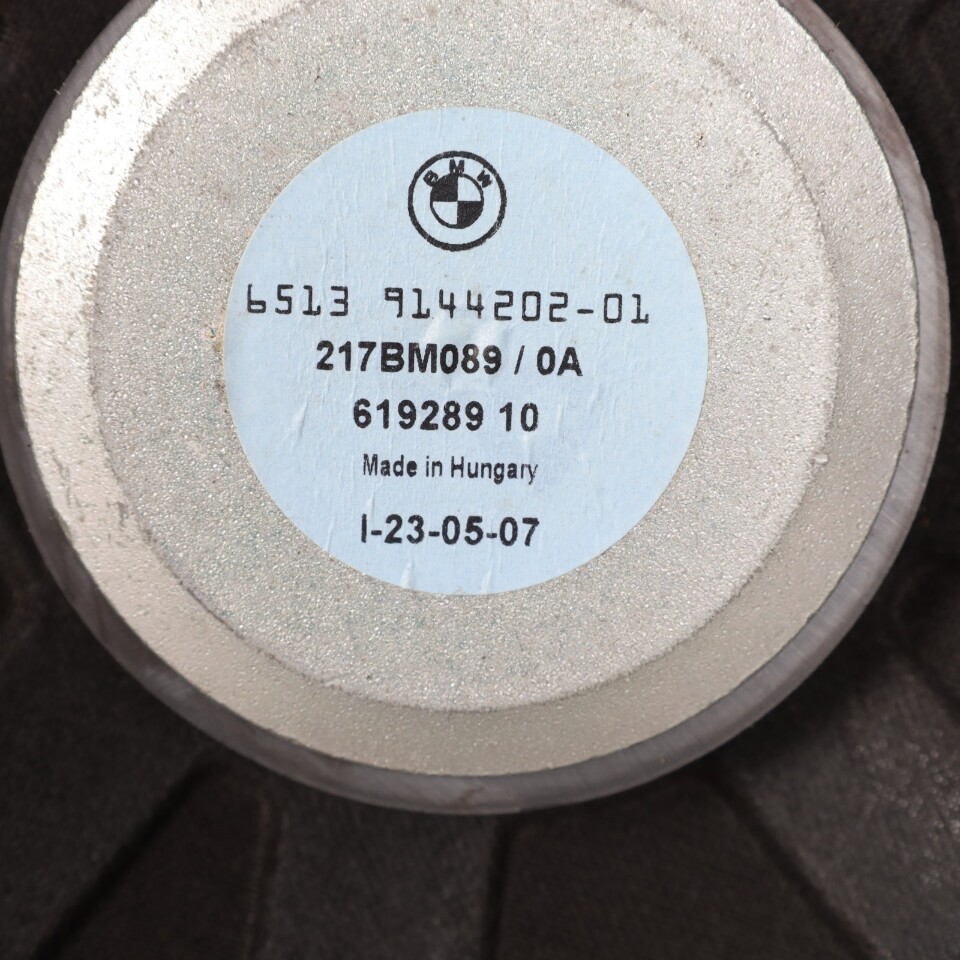 BMW
6513 9144202-01
217BM089 / 0A
619289 10
Made in Hungary
I-23-05-07